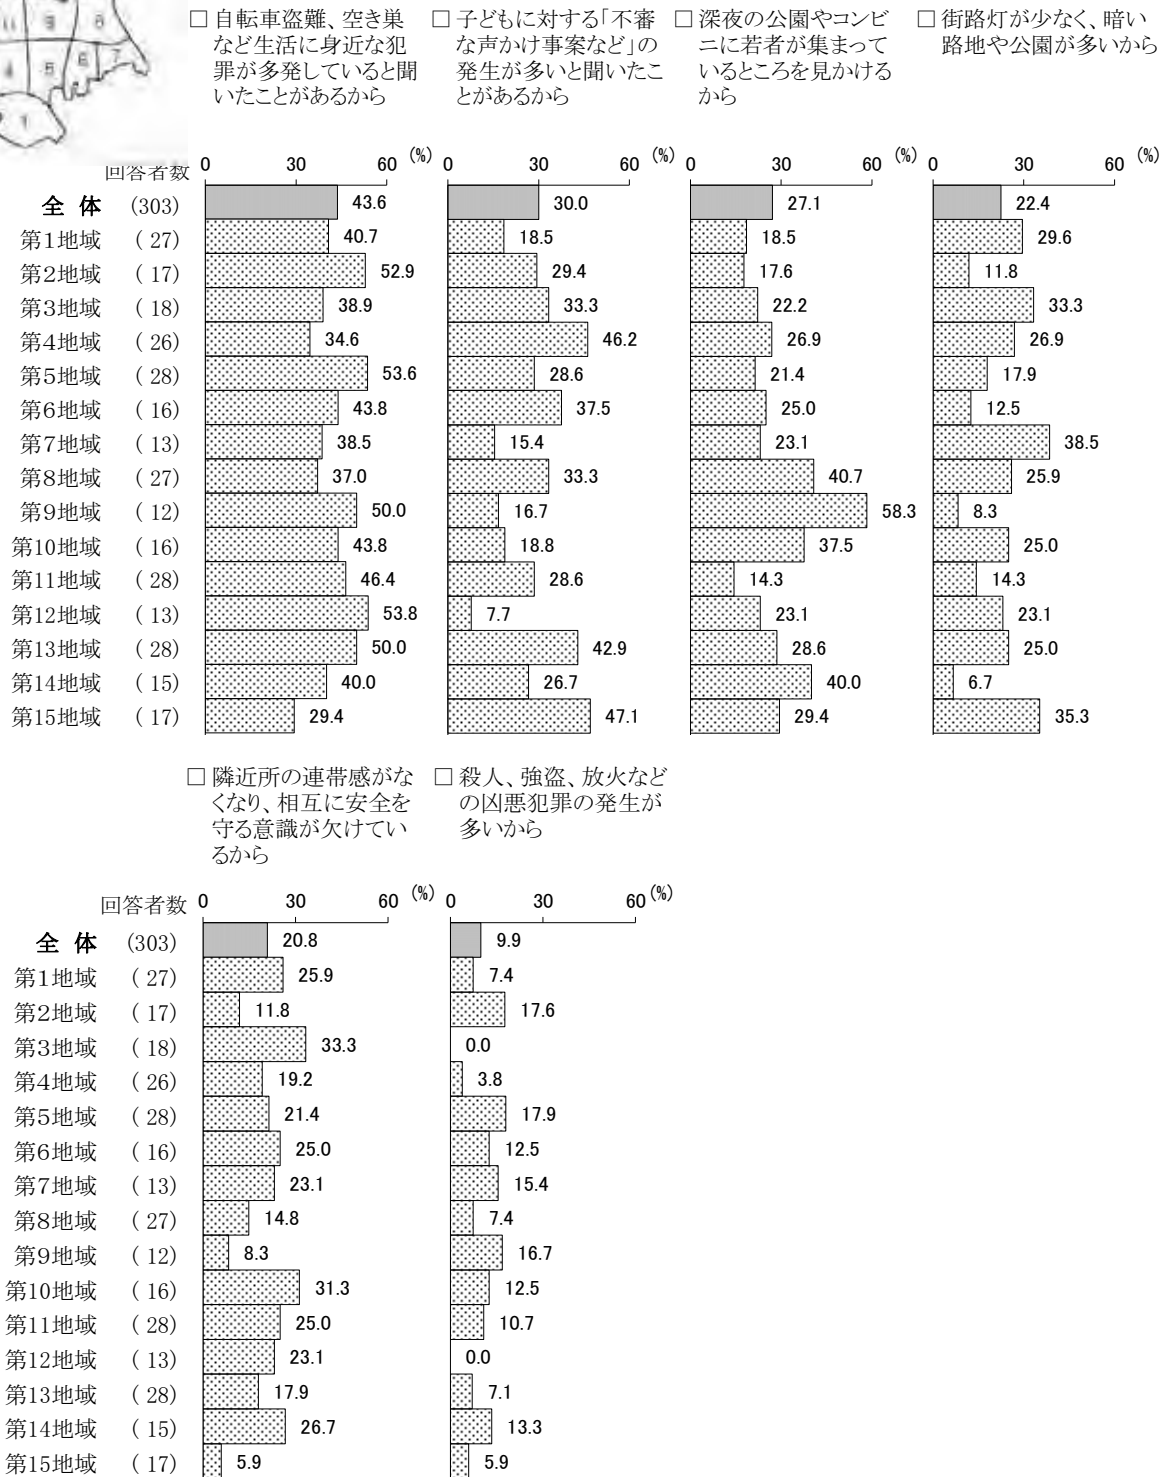 □ 自転車盗難、空き巣
など生活に身近な犯
罪が多発していると聞
いたことがあるから
□ 子どもに対する「不審
な声かけ事案など」の
発生が多いと聞いたこ
とがあるから
□ 深夜の公園やコンビ
ニに若者が集まって
いるところを見かける
から
□ 街路灯が少なく、暗い
路地や公園が多いから
0 30 60 (%) 0 30 60 (%) 0 30 60 (%) 0 30 60 (%)
回答者数
全 体 (303) 43.6 30.0 27.1 22.4
第1地域 ( 27) 40.7 18.5 18.5 29.6
第2地域 ( 17) 52.9 29.4 17.6 11.8
第3地域 ( 18) 38.9 33.3 22.2 33.3
第4地域 ( 26) 34.6 46.2 26.9 26.9
第5地域 ( 28) 53.6 28.6 21.4 17.9
第6地域 ( 16) 43.8 37.5 25.0 12.5
第7地域 ( 13) 38.5 15.4 23.1 38.5
第8地域 ( 27) 37.0 33.3 40.7 25.9
第9地域 ( 12) 50.0 16.7 58.3 8.3
第10地域 ( 16) 43.8 18.8 37.5 25.0
第11地域 ( 28) 46.4 28.6 14.3 14.3
第12地域 ( 13) 53.8 7.7 23.1 23.1
第13地域 ( 28) 50.0 42.9 28.6 25.0
第14地域 ( 15) 40.0 26.7 40.0 6.7
第15地域 ( 17) 29.4 47.1 29.4 35.3
□ 隣近所の連帯感がな
くなり、相互に安全を
守る意識が欠けてい
るから
□ 殺人、強盗、放火など
の凶悪犯罪の発生が
多いから
回答者数 0 30 60 (%) 0 30 60 (%)
全 体 (303) 20.8 9.9
第1地域 ( 27) 25.9 7.4
第2地域 ( 17) 11.8 17.6
第3地域 ( 18) 33.3 0.0
第4地域 ( 26) 19.2 3.8
第5地域 ( 28) 21.4 17.9
第6地域 ( 16) 25.0 12.5
第7地域 ( 13) 23.1 15.4
第8地域 ( 27) 14.8 7.4
第9地域 ( 12) 8.3 16.7
第10地域 ( 16) 31.3 12.5
第11地域 ( 28) 25.0 10.7
第12地域 ( 13) 23.1 0.0
第13地域 ( 28) 17.9 7.1
第14地域 ( 15) 26.7 13.3
第15地域 ( 17) 5.9 5.9